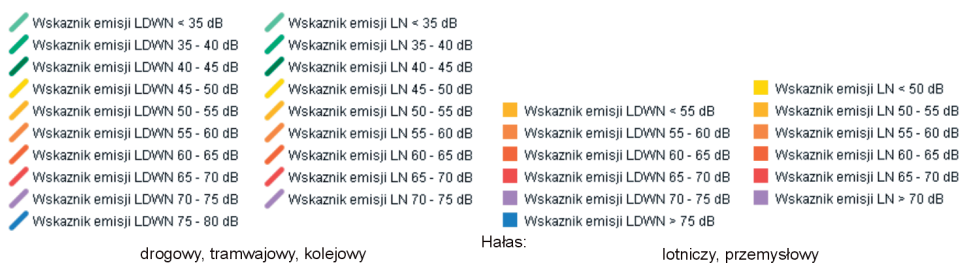 Wskaznik emisji LDWN < 35 dB
Wskaznik emisji LDWN 35 - 40 dB
Wskaznik emisji LDWN 40 - 45 dB
Wskaznik emisji LDWN 45 - 50 dB
Wskaznik emisji LDWN 50 - 55 dB
Wskaznik emisji LDWN 55 - 60 dB
Wskaznik emisji LDWN 60 - 65 dB
Wskaznik emisji LDWN 65 - 70 dB
Wskaznik emisji LDWN 70 - 75 dB
Wskaznik emisji LDWN 75 - 80 dB
Wskaznik emisji LN < 35 dB
Wskaznik emisji LN 35 - 40 dB
Wskaznik emisji LN 40 - 45 dB
Wskaznik emisji LN 45 - 50 dB
Wskaznik emisji LN 50 - 55 dB
Wskaznik emisji LN 55 - 60 dB
Wskaznik emisji LN 60 - 65 dB
Wskaznik emisji LN 65 - 70 dB
Wskaznik emisji LN 70 - 75 dB
Wskaznik emisji LDWN < 55 dB
Wskaznik emisji LDWN 55 - 60 dB
Wskaznik emisji LDWN 60 - 65 dB
Wskaznik emisji LDWN 65 - 70 dB
Wskaznik emisji LDWN 70 - 75 dB
Wskaznik emisji LDWN > 75 dB
Wskaznik emisji LN < 50 dB
Wskaznik emisji LN 50 - 55 dB
Wskaznik emisji LN 55 - 60 dB
Wskaznik emisji LN 60 - 65 dB
Wskaznik emisji LN 65 - 70 dB
Wskaznik emisji LN > 70 dB
Hałas:
drogowy, tramwajowy, kolejowy
lotniczy, przemysłowy